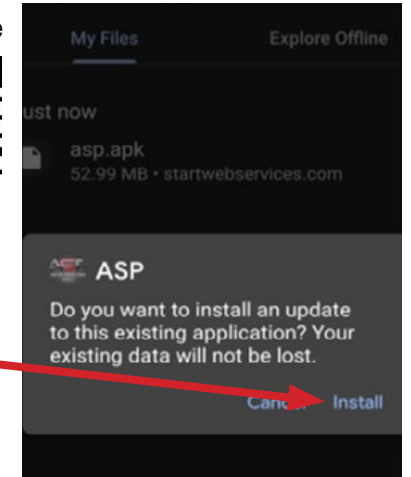 e
My Files Explore Offline
ust now
asp.apk
52.99 MB • startwebservices.com
ASP
Do you want to install an update
to this existing application? Your
existing data will not be lost.
Install